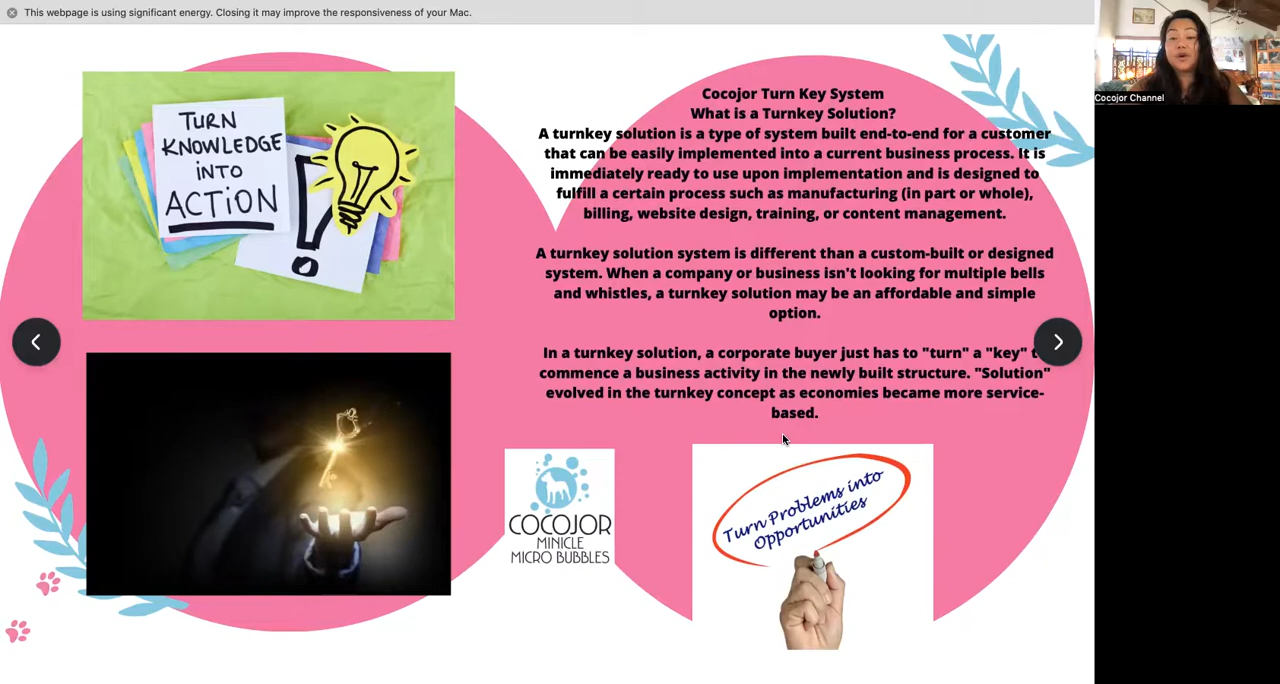 This webpage is using significant energy. Closing it may improve the responsiveness of your Mac.
TURN
KNOWLEDGE
iNTO
ACTiON
Cocojor Turn Key System
What is a Turnkey Solution?
A turnkey solution is a type of system built end-to-end for a customer
that can be easily implemented into a current business process. It is
immediately ready to use upon implementation and is designed to
fulfill a certain process such as manufacturing (in part or whole),
billing, website design, training, or content management.
A turnkey solution system is different than a custom-built or designed
system. When a company or business isn't looking for multiple bells
and whistles, a turnkey solution may be an affordable and simple
option.
In a turnkey solution, a corporate buyer just has to "turn" a "key"
commence a business activity in the newly built structure. "Solution"
evolved in the turnkey concept as economies became more service-
based.
COCOJOR
MINICLE
MICRO BUBBLES
Turn Problems into
Opportunities
Cocojor Channel